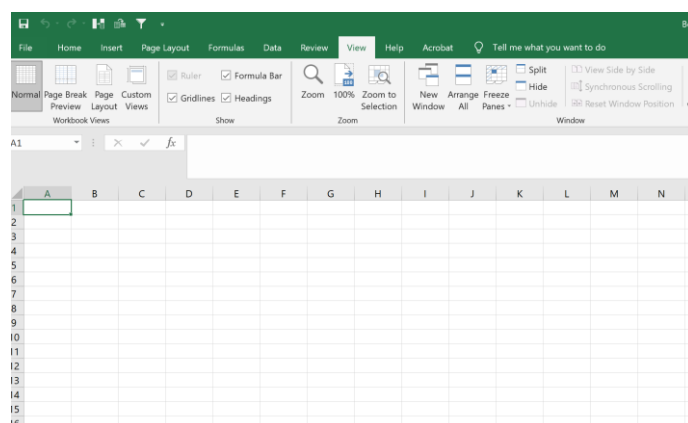 File Home Insert Page Layout Formulas Data Review View Help Acrobat Tell me what you want to do
Normal Page Break Preview Page Layout Custom Views
Workbook Views
Ruler Formula Bar
Gridlines Headings
Show
Zoom 100% Zoom to Selection
Zoom
New Window Arrange All Freeze Panes
Split
Hide
Unhide
View Side by Side
Synchronous Scrolling
Reset Window Position
Window
A1 fx
A B C D E F G H I J K L M N
1
2
3
4
5
6
7
8
9
10
11
12
13
14
15